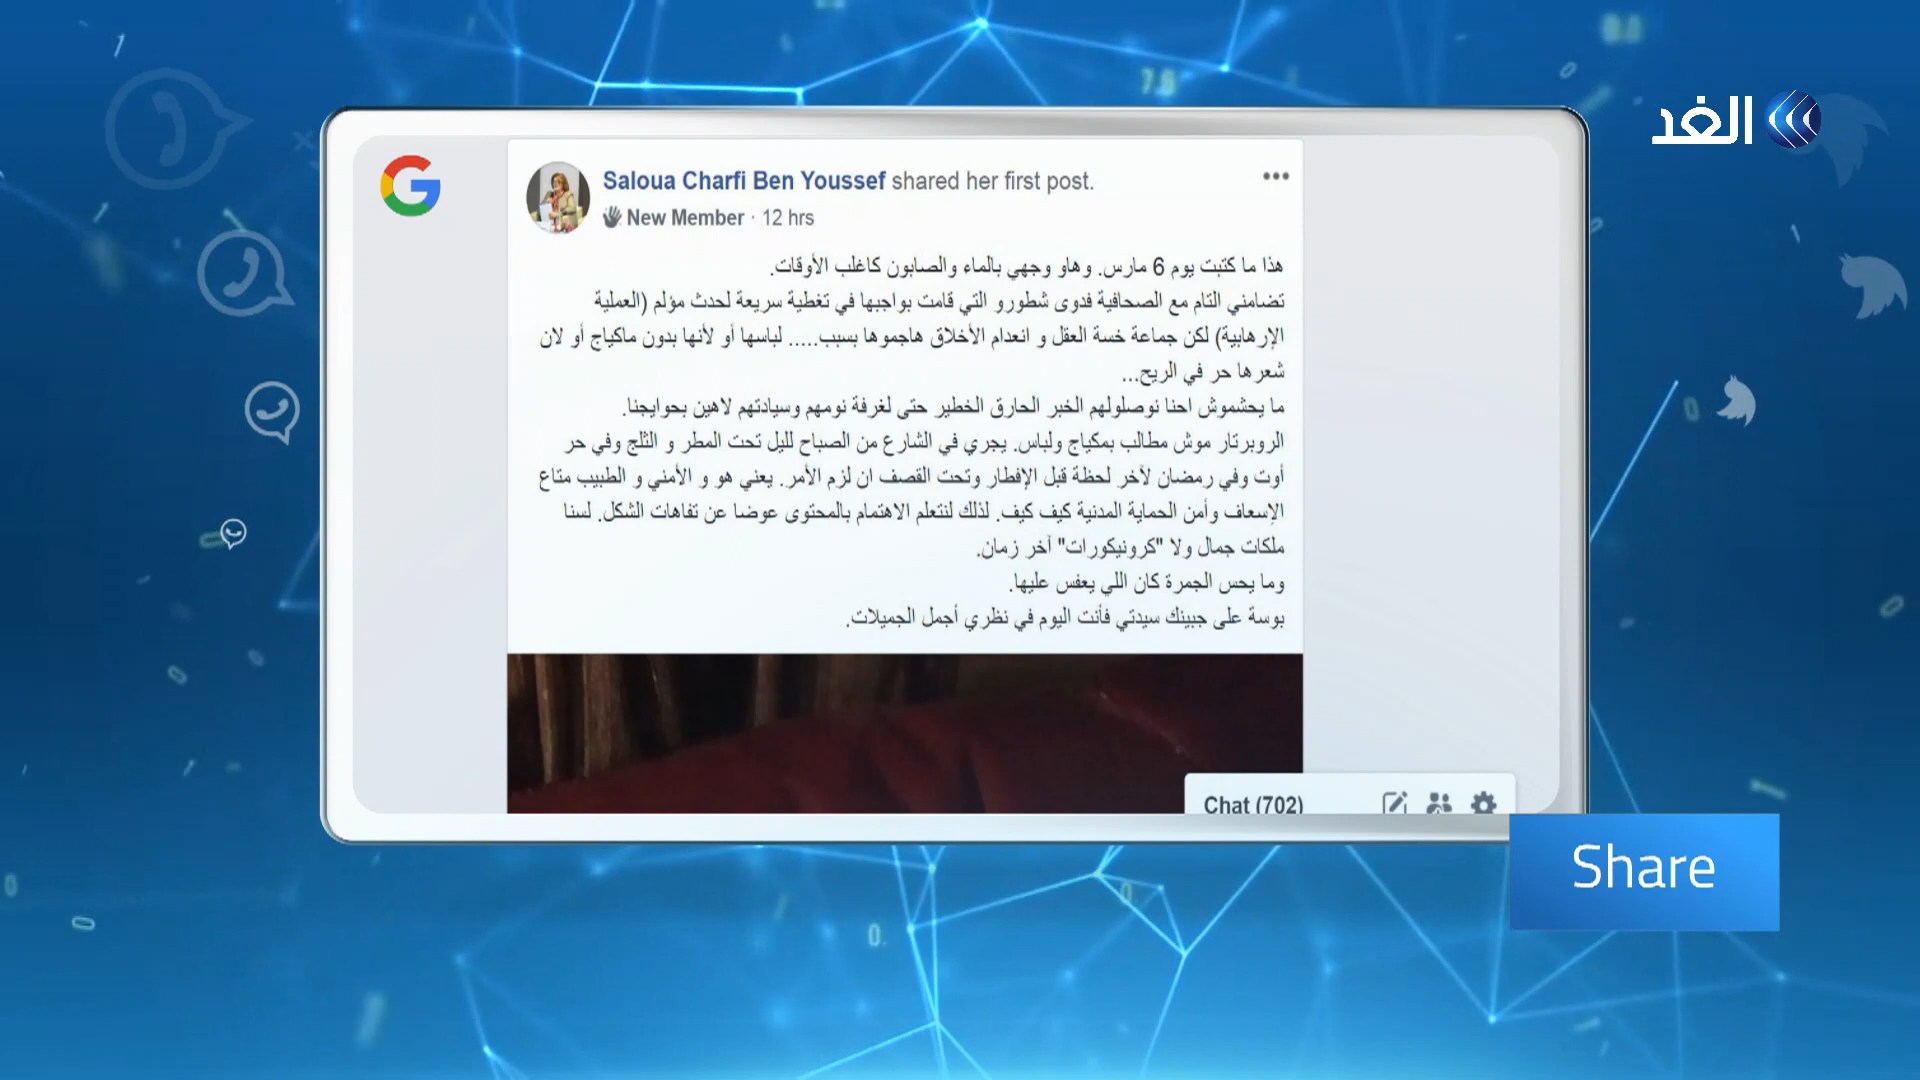 الغد
Saloua Charfi Ben Youssef shared her first post.
New Member · 12 hrs
هذا ما كتبت يوم 6 مارس. وهاو وجهي بالماء والصابون كاغلب الأوقات.
تضامني التام مع الصحافية فدوى شطورو التي قامت بواجبها في تغطية سريعة لحدث مؤلم (العملية
الإرهابية) لكن جماعة خسة العقل و انعدام الأخلاق هاجموها بسبب..... لباسها أو لأنها بدون ماكياج أو لان
شعرها حر في الريح...
ما يحشموش احنا نوصلولهم الخبر الحارق الخطير حتى لغرفة نومهم وسيادتهم لاهين بحوايجنا.
الروبرتار موش مطالب بمكياج ولباس. يجري في الشارع من الصباح لليل تحت المطر و الثلج وفي حر
أوت وفي رمضان لآخر لحظة قبل الإفطار وتحت القصف ان لزم الأمر. يعني هو و الأمني و الطبيب متاع
الإسعاف وأمن الحماية المدنية كيف كيف. لذلك لنتعلم الاهتمام بالمحتوى عوضا عن تفاهات الشكل. لسنا
ملكات جمال ولا "كرونيكورات" آخر زمان.
وما يحس الجمرة كان اللي يعفس عليها.
بوسة على جبينك سيدتي فأنت اليوم في نظري أجمل الجميلات.
Chat (702)
Share